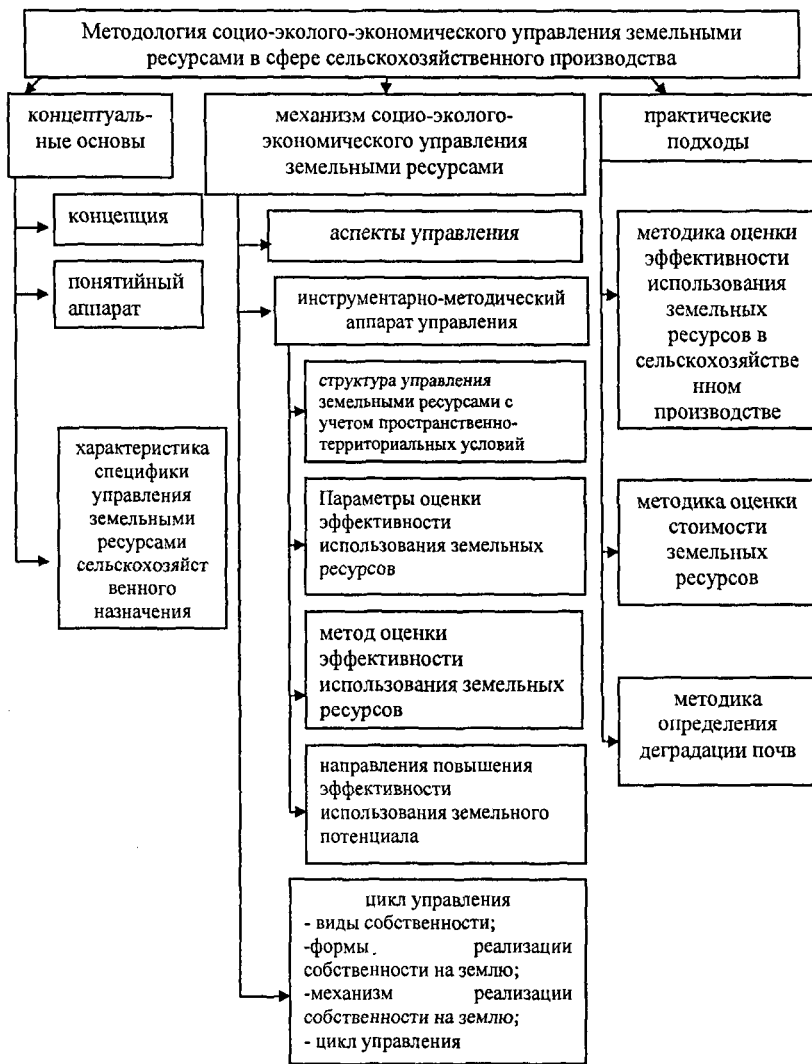 Методология социо-эколого-экономического управления земельными
ресурсами в сфере сельскохозяйственного производства
концептуаль-
ные основы
концепция
понятийный
аппарат
характеристика
специфики
управления
земельными
ресурсами
сельскохозяйст
венного
назначения
механизм социо-эколого-
экономического управления
земельными ресурсами
аспекты управления
инструментарно-методический
аппарат управления
структура управления
земельными ресурсами с
учетом пространственно-
территориальных условий
Параметры оценки
эффективности
использования земельных
ресурсов
метод оценки
эффективности
использования земельных
ресурсов
направления повышения
эффективности
использования земельного
потенциала
цикл управления
- виды собственности;
-формы реализации
собственности на землю;
-механизм реализации
собственности на землю;
- цикл управления
практические
подходы
методика оценки
эффективности
использования
земельных
ресурсов в
сельскохозяйстве
нном
производстве
методика оценки
стоимости
земельных
ресурсов
методика
определения
деградации почв